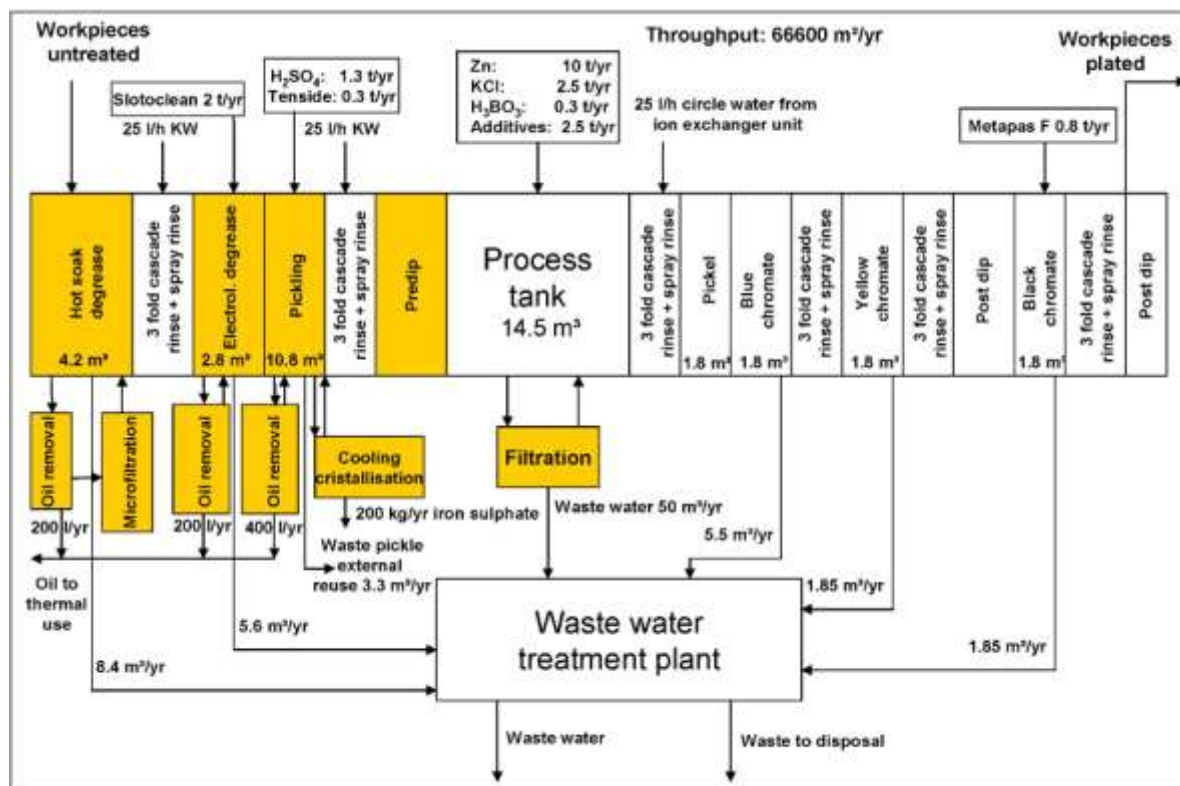 Workpieces
untreated
Throughput: 66600 m³/yr
Workpieces
plated
Slotoclean 2 t/yr
25 l/h KW
H₂SO₄: 1.3 t/yr
Tenside: 0.3 t/yr
25 l/h KW
Zn: 10 t/yr
KCl: 2.5 t/yr
H₃BO₃: 0.3 t/yr
Additives: 2.5 t/yr
25 l/h circle water from
ion exchanger unit
Metapas F 0.8 t/yr
Hot soak
degrease
4.2 m³
3 fold cascade
rinse + spray rinse
Electrol. degrease
2.8 m³
Pickling
10.8 m³
3 fold cascade
rinse + spray rinse
Predip
Process
tank
14.5 m³
3 fold cascade
rinse + spray rinse
Pickel
1.8 m³
Blue
chromate
1.8 m³
3 fold cascade
rinse + spray rinse
Yellow
chromate
1.8 m³
3 fold cascade
rinse + spray rinse
Post dip
Black
chromate
1.8 m³
3 fold cascade
rinse + spray rinse
Post dip
Oil removal
Microfiltration
Oil removal
Oil removal
Cooling
cristallisation
Filtration
200 l/yr
200 l/yr
400 l/yr
200 kg/yr iron sulphate
Waste water 50 m³/yr
5.5 m³/yr
Waste pickle
external
reuse 3.3 m³/yr
Oil to
thermal
use
1.85 m³/yr
5.6 m³/yr
1.85 m³/yr
8.4 m³/yr
Waste water
treatment plant
Waste water
Waste to disposal